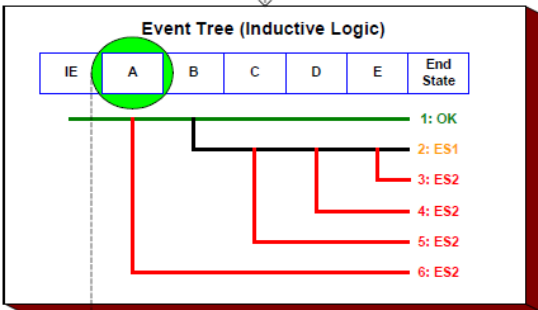 Event Tree (Inductive Logic)
IE A B C D E End State
1: OK
2: ES1
3: ES2
4: ES2
5: ES2
6: ES2